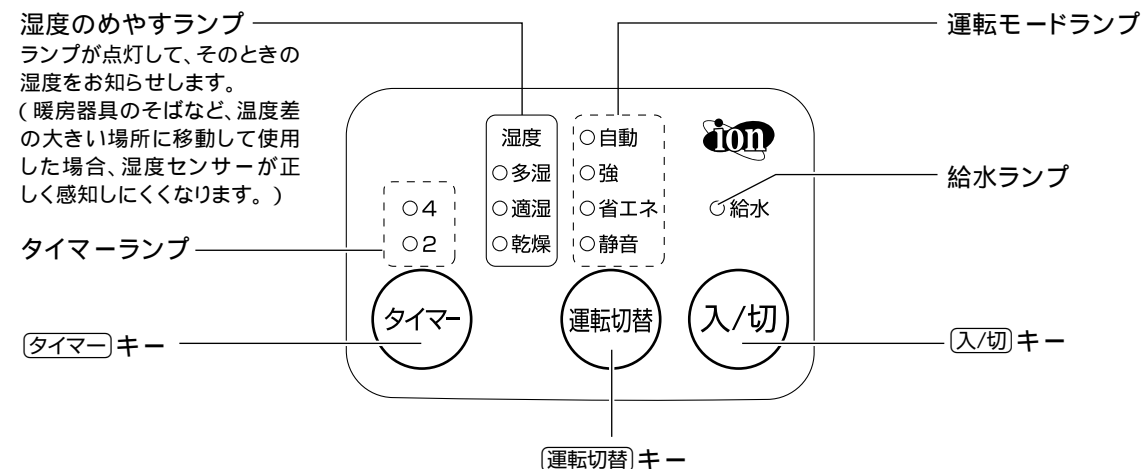 湿度のめやすランプ
ランプが点灯して、そのときの
湿度をお知らせします。
(暖房器具のそばなど、温度差
の大きい場所に移動して使用
した場合、湿度センサーが正
しく感知しにくくなります。)
タイマーランプ
タイマー キー
運転モードランプ
給水ランプ
入/切 キー
運転切替 キー
湿度
多湿
適湿
乾燥
自動
強
省エネ
静音
ion
給水
4
2
タイマー
運転切替
入/切